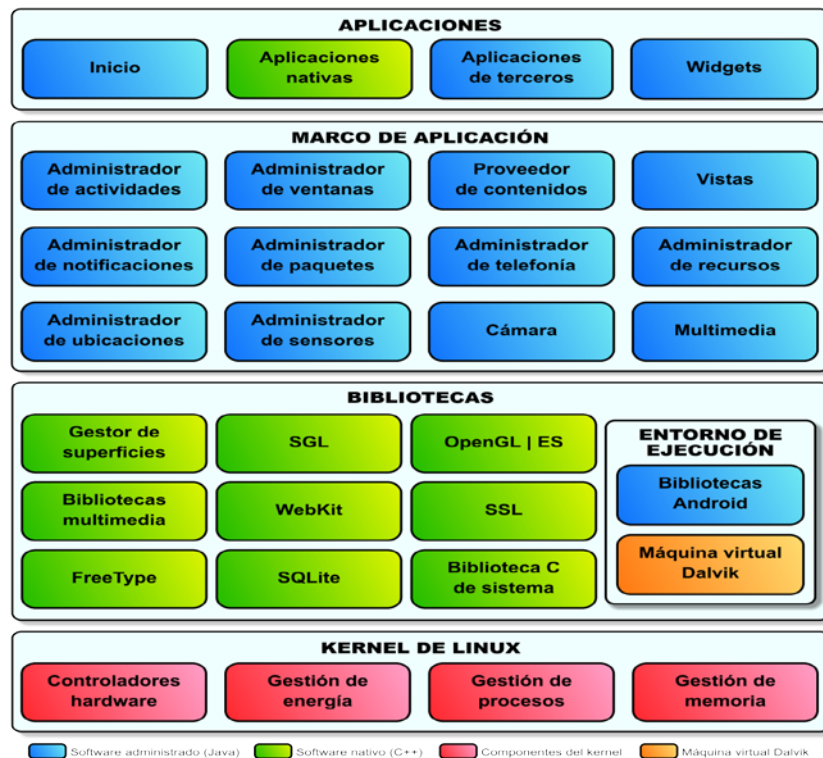 APLICACIONES
Inicio
Aplicaciones
nativas
Aplicaciones
de terceros
Widgets
MARCO DE APLICACIÓN
Administrador
de actividades
Administrador
de ventanas
Proveedor
de contenidos
Vistas
Administrador
de notificaciones
Administrador
de paquetes
Administrador
de telefonía
Administrador
de recursos
Administrador
de ubicaciones
Administrador
de sensores
Cámara
Multimedia
BIBLIOTECAS
Gestor de
superficies
SGL
OpenGL | ES
Bibliotecas
multimedia
WebKit
SSL
FreeType
SQLite
Biblioteca C
de sistema
ENTORNO DE
EJECUCIÓN
Bibliotecas
Android
Máquina virtual
Dalvik
KERNEL DE LINUX
Controladores
hardware
Gestión de
energía
Gestión de
procesos
Gestión de
memoria
Software administrado (Java)
Software nativo (C++)
Componentes del kernel
Máquina virtual Dalvik